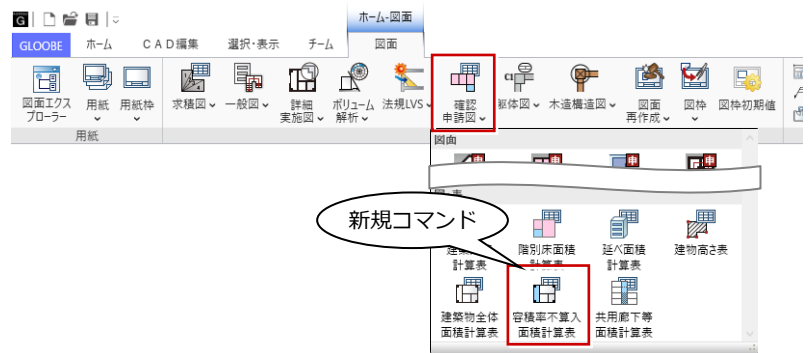 G
ホーム-図面
GLOOBE ホーム CAD編集 選択・表示 チーム 図面
図面エクス
プローラー
用紙
用紙枠
求積図
一般図
詳細
実施図
ボリューム
解析
法規LVS
確認
申請図
躯体図
木造構造図
図面
再作成
図枠
図枠初期値
用紙
図面
申 申 申
新規コマンド
階別床面積
計算表
延べ面積
計算表
建物高さ表
計算表
建築物全体
面積計算表
容積率不算入
面積計算表
共用廊下等
面積計算表